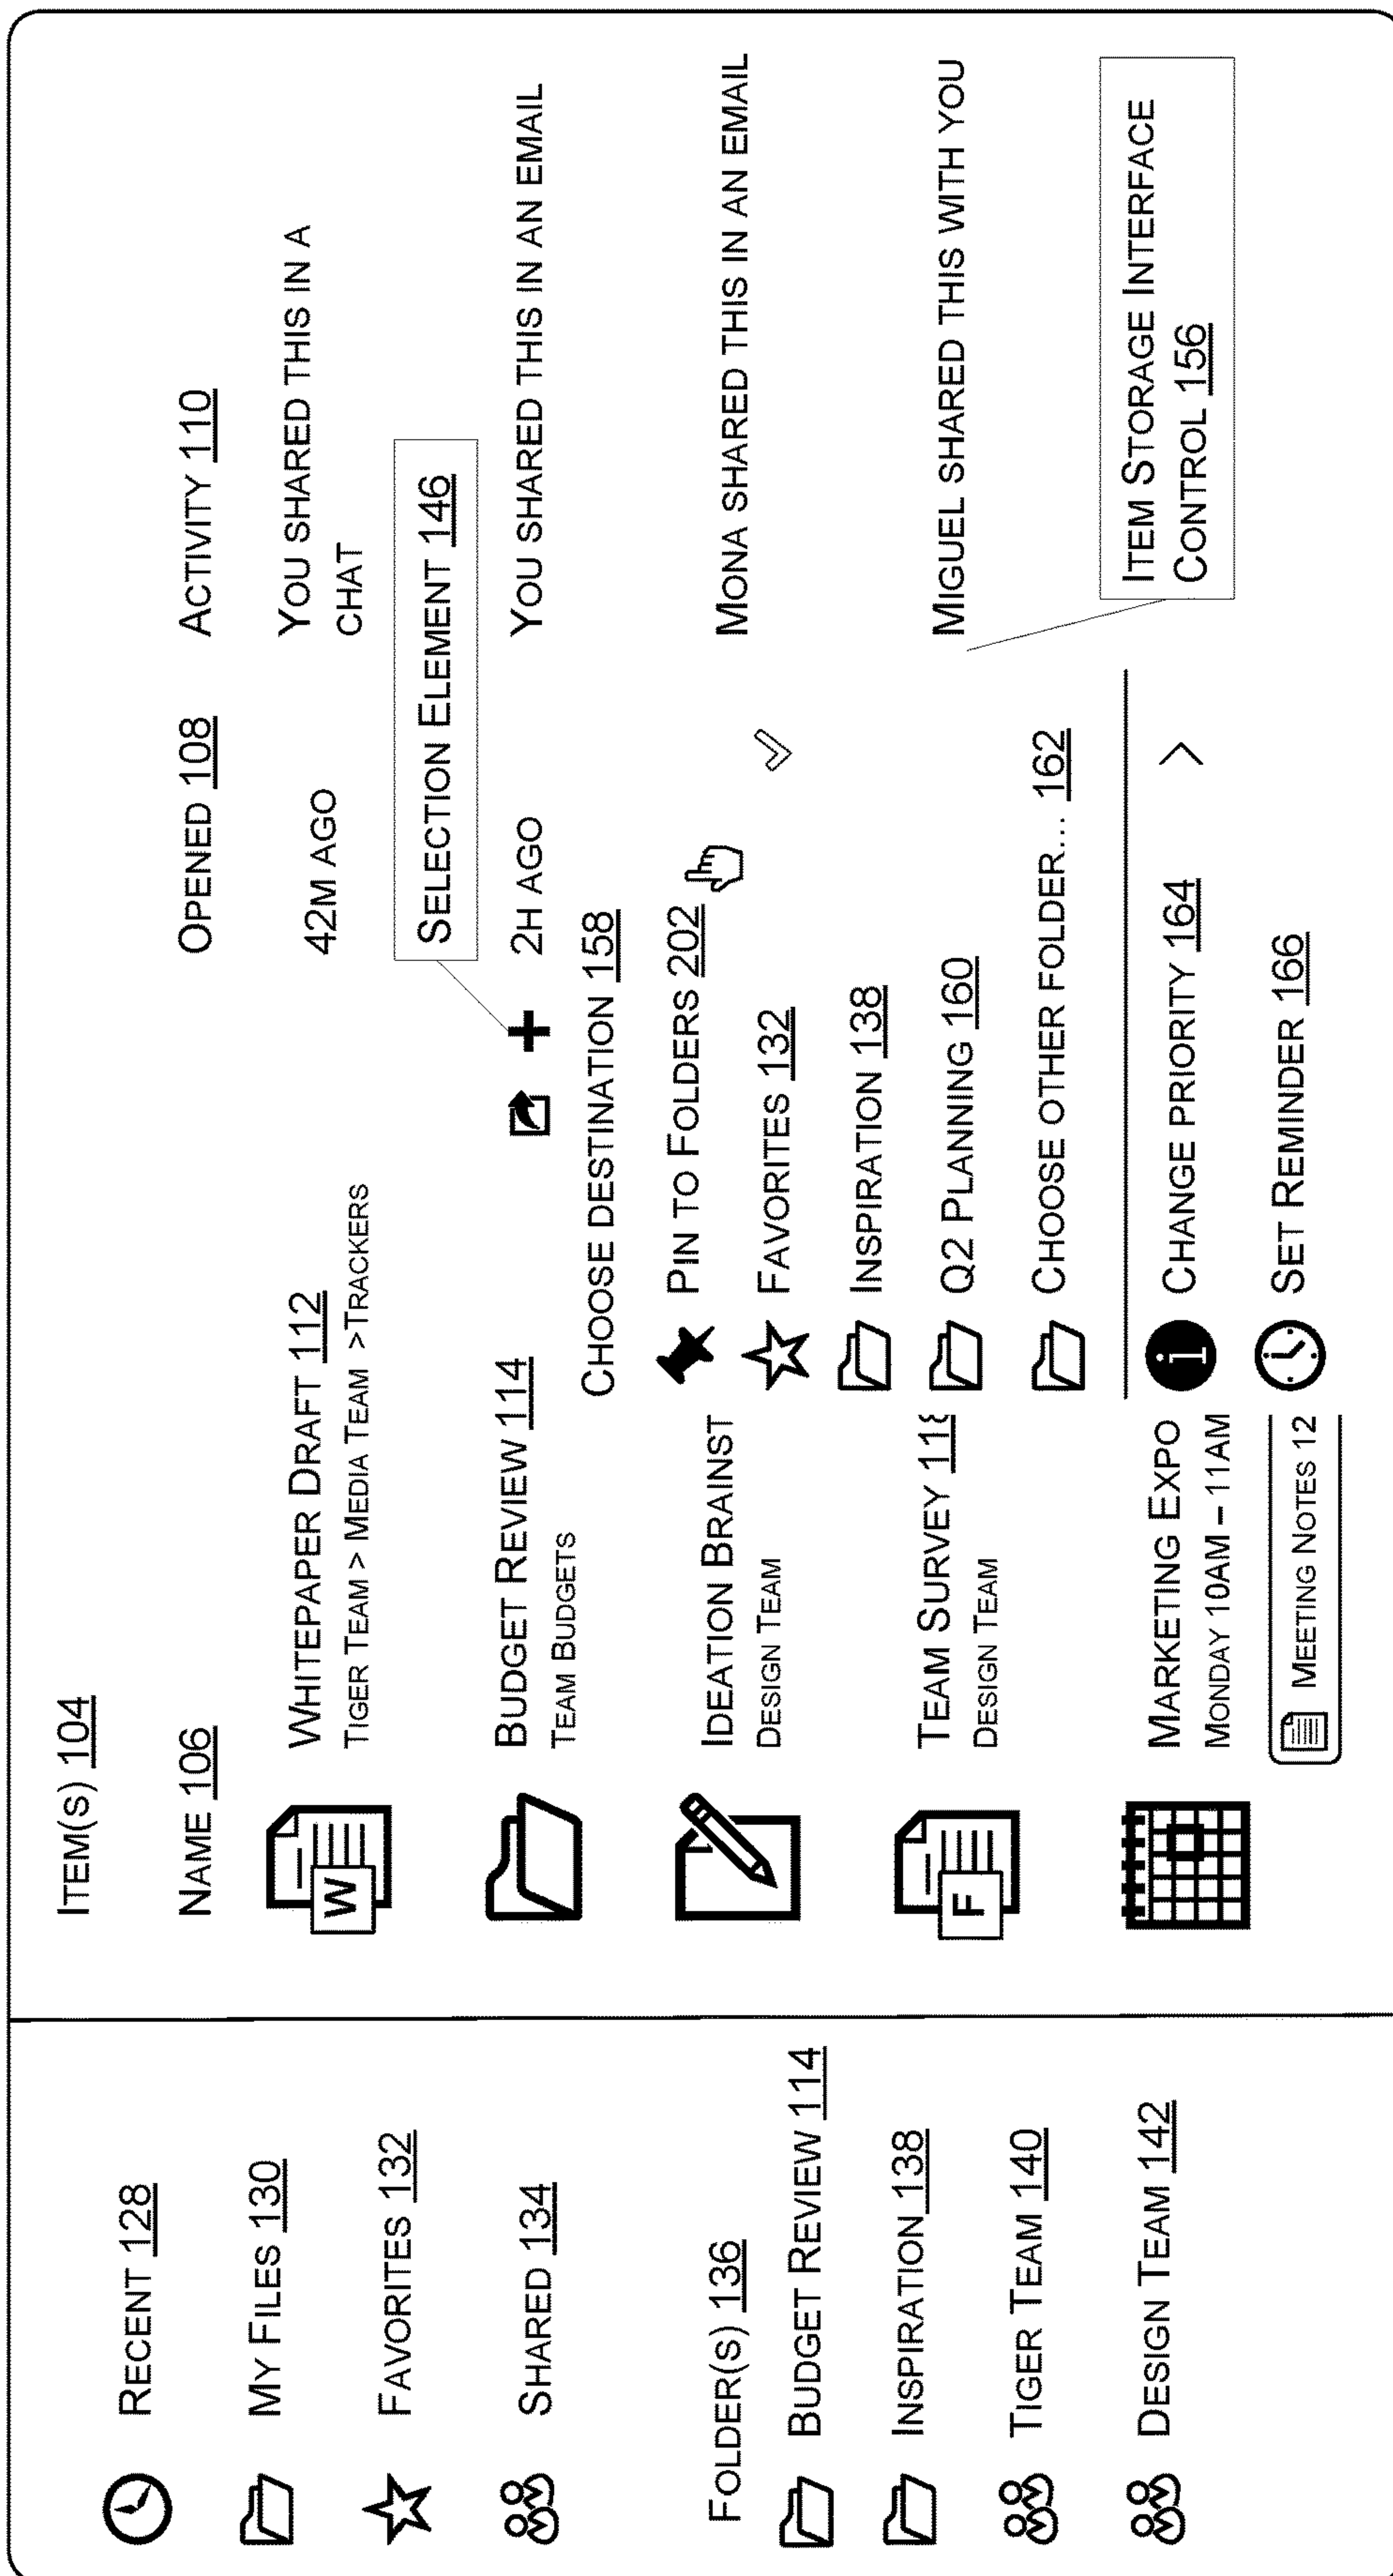 RECENT 128
MY FILES 130
FAVORITES 132
SHARED 134
FOLDER(S) 136
BUDGET REVIEW 114
INSPIRATION 138
TIGER TEAM 140
DESIGN TEAM 142
ITEM(S) 104
NAME 106
OPENED 108
ACTIVITY 110
W
WHITEPAPER DRAFT 112
TIGER TEAM > MEDIA TEAM >TRACKERS
42M AGO
YOU SHARED THIS IN A
CHAT
SELECTION ELEMENT 146
BUDGET REVIEW 114
TEAM BUDGETS
2H AGO
YOU SHARED THIS IN AN EMAIL
IDEATION BRAINST
DESIGN TEAM
MONA SHARED THIS IN AN EMAIL
F
TEAM SURVEY 118
DESIGN TEAM
MIGUEL SHARED THIS WITH YOU
MARKETING EXPO
MONDAY 10AM – 11AM
MEETING NOTES 12
CHOOSE DESTINATION 158
PIN TO FOLDERS 202
FAVORITES 132
INSPIRATION 138
Q2 PLANNING 160
CHOOSE OTHER FOLDER... 162
i CHANGE PRIORITY 164 >
SET REMINDER 166
ITEM STORAGE INTERFACE
CONTROL 156